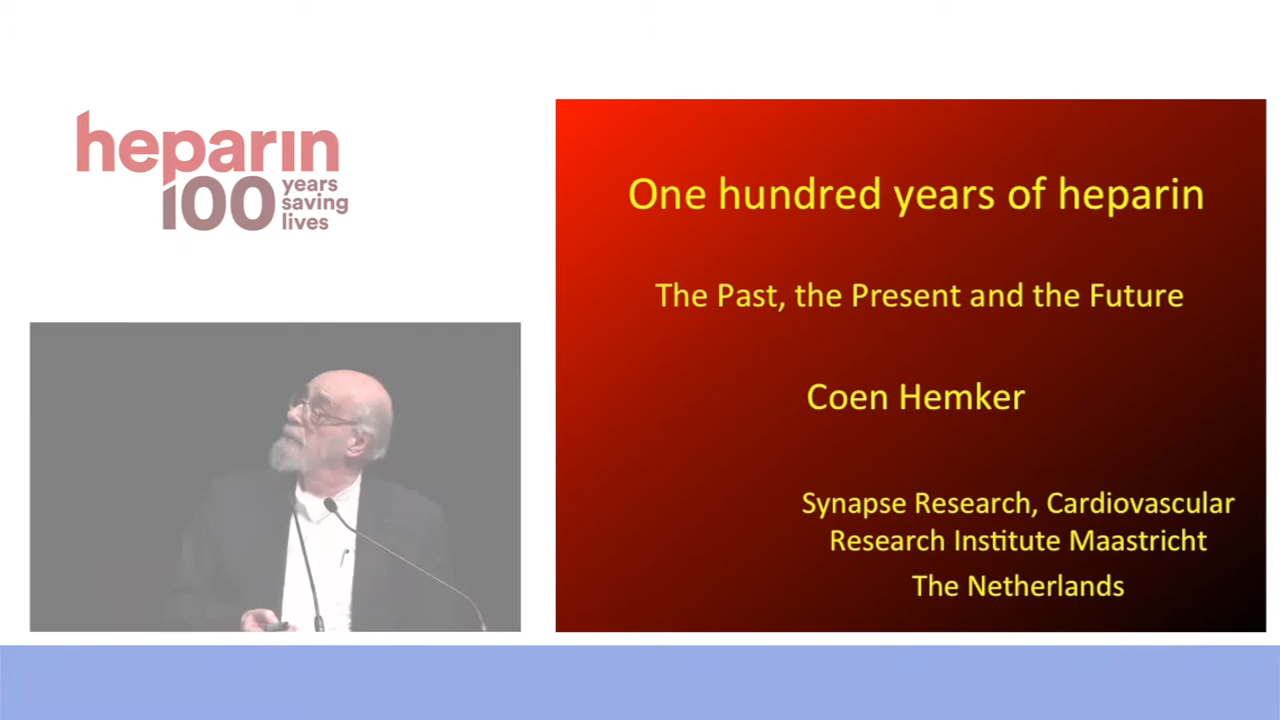 heparin
100 years
saving
lives
One hundred years of heparin
The Past, the Present and the Future
Coen Hemker
Synapse Research, Cardiovascular
Research Institute Maastricht
The Netherlands